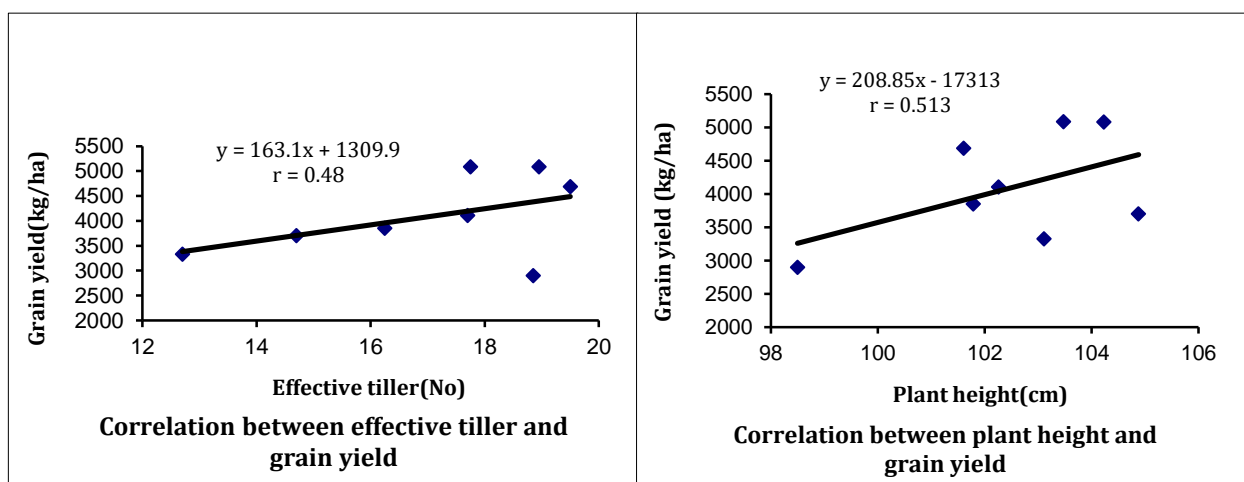 y = 163.1x + 1309.9
r = 0.48
Grain yield(kg/ha)
5500
5000
4500
4000
3500
3000
2500
2000
12
14
16
18
20
Effective tiller(No)
Correlation between effective tiller and
grain yield
y = 208.85x - 17313
r = 0.513
Grain yield (kg/ha)
5500
5000
4500
4000
3500
3000
2500
2000
98
100
102
104
106
Plant height(cm)
Correlation between plant height and
grain yield